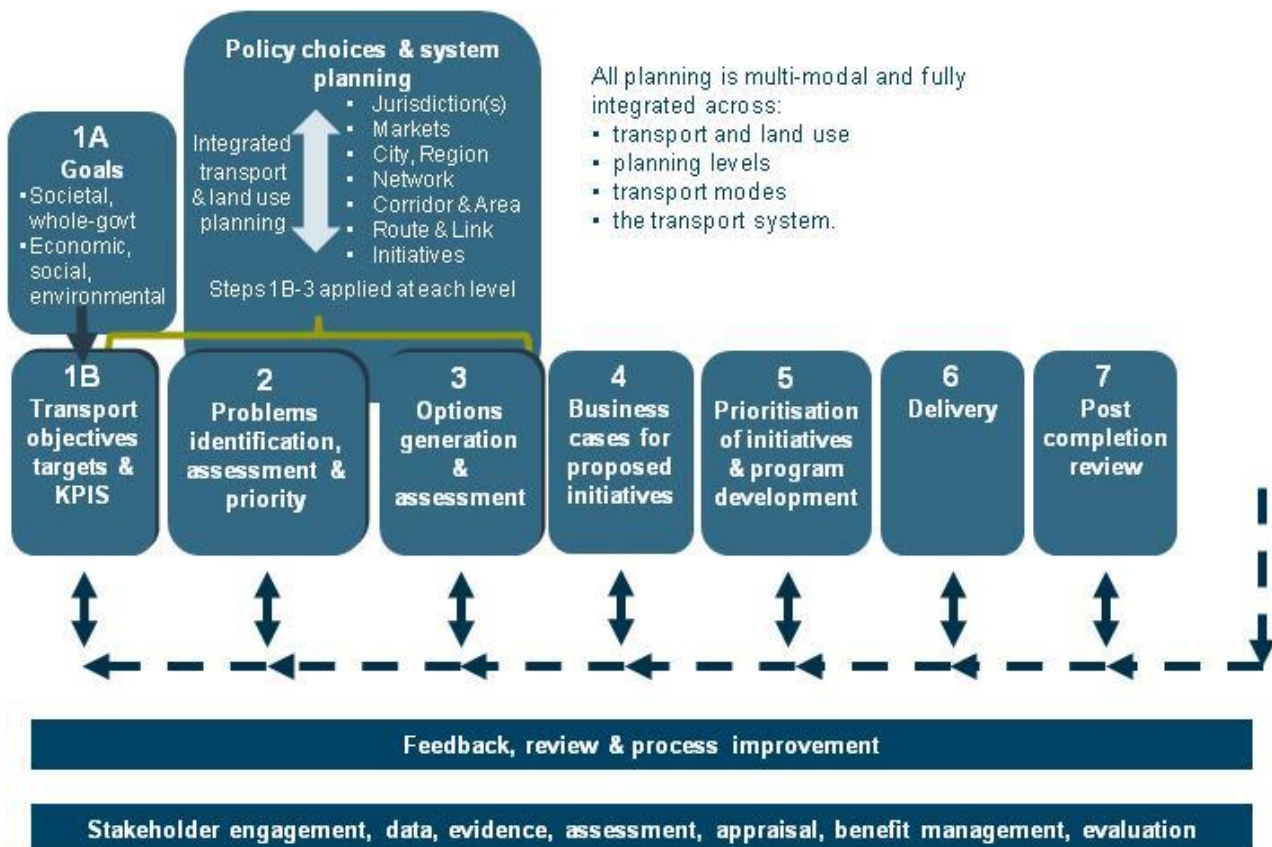 Policy choices & system
planning
Integrated
transport
& land use
planning
▪ Jurisdiction(s)
▪ Markets
▪ City, Region
▪ Network
▪ Corridor & Area
▪ Route & Link
▪ Initiatives
Steps 1B-3 applied at each level
All planning is multi-modal and fully
integrated across:
▪ transport and land use
▪ planning levels
▪ transport modes
▪ the transport system.
1A
Goals
▪Societal,
whole-govt
▪Economic,
social,
environmental
1B
Transport
objectives
targets &
KPIS
2
Problems
identification,
assessment &
priority
3
Options
generation
&
assessment
4
Business
cases for
proposed
initiatives
5
Prioritisation
of initiatives
& program
development
6
Delivery
7
Post
completion
review
Feedback, review & process improvement
Stakeholder engagement, data, evidence, assessment, appraisal, benefit management, evaluation